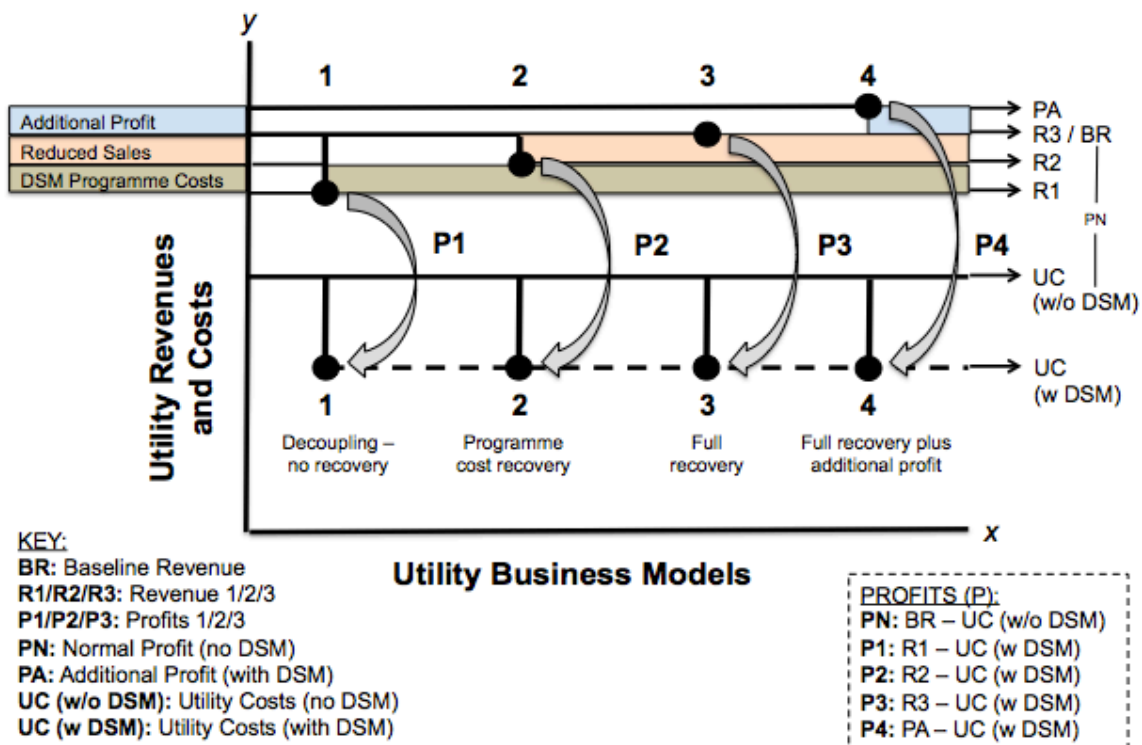 y
1 2 3 4
Additional Profit
Reduced Sales
DSM Programme Costs
PA
R3 / BR
R2
R1
PN
P1 P2 P3 P4
UC
(w/o DSM)
UC
(w DSM)
Utility Revenues
and Costs
1 2 3 4
Decoupling –
no recovery
Programme
cost recovery
Full
recovery
Full recovery plus
additional profit
x
Utility Business Models
KEY:
BR: Baseline Revenue
R1/R2/R3: Revenue 1/2/3
P1/P2/P3: Profits 1/2/3
PN: Normal Profit (no DSM)
PA: Additional Profit (with DSM)
UC (w/o DSM): Utility Costs (no DSM)
UC (w DSM): Utility Costs (with DSM)
PROFITS (P):
PN: BR – UC (w/o DSM)
P1: R1 – UC (w DSM)
P2: R2 – UC (w DSM)
P3: R3 – UC (w DSM)
P4: PA – UC (w DSM)